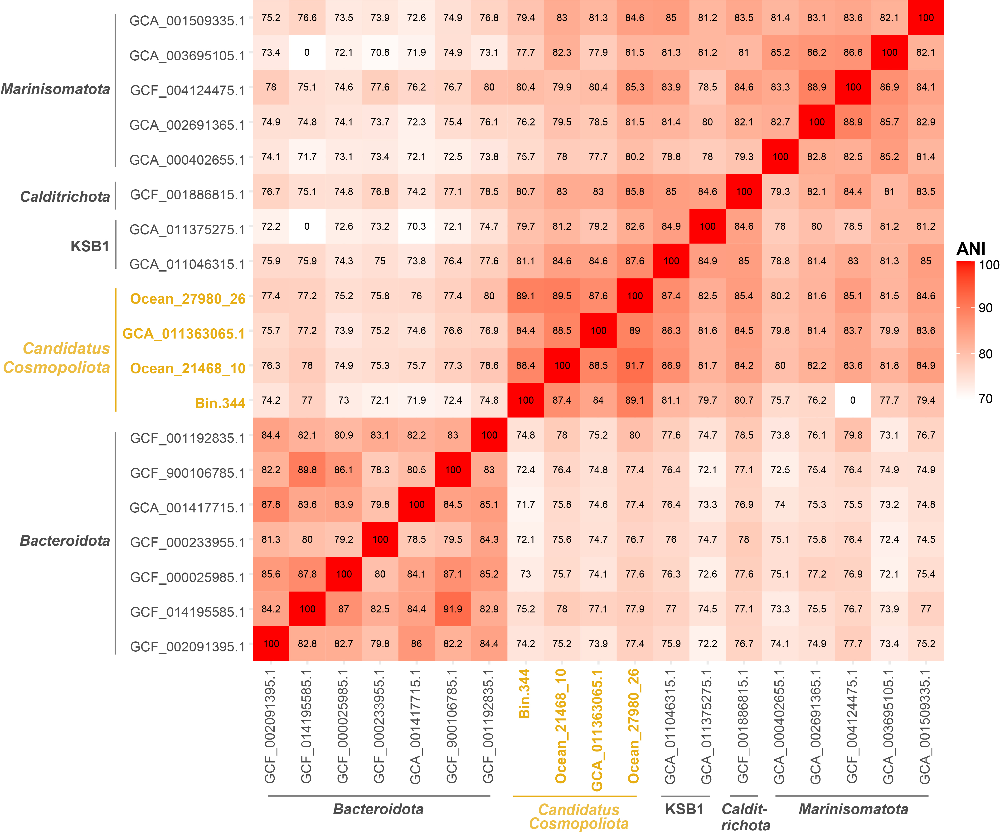 GCA_001509335.1 75.2 76.6 73.5 73.9 72.6 74.9 76.8 79.4 83 81.3 84.6 85 81.2 83.5 81.4 83.1 83.6 82.1 100
GCA_003695105.1 73.4 0 72.1 70.8 71.9 74.9 73.1 77.7 82.3 77.9 81.5 81.3 81.2 81 85.2 86.2 86.6 100 82.1
Marinisomatota
GCF_004124475.1 78 75.1 74.6 77.6 76.2 76.7 80 80.4 79.9 80.4 85.3 83.9 78.5 84.6 83.3 88.9 100 86.9 84.1
GCA_002691365.1 74.9 74.8 74.1 73.7 72.3 75.4 76.1 76.2 79.5 78.5 81.5 81.4 80 82.1 82.7 100 88.9 85.7 82.9
GCA_000402655.1 74.1 71.7 73.1 73.4 72.1 72.5 73.8 75.7 78 77.7 80.2 78.8 78 79.3 100 82.8 82.5 85.2 81.4
Calditrichota
GCF_001886815.1 76.7 75.1 74.8 76.8 74.2 77.1 78.5 80.7 83 83 85.8 85 84.6 100 79.3 82.1 84.4 81 83.5
GCA_011375275.1 72.2 0 72.6 73.2 70.3 72.1 74.7 79.7 81.2 79.2 82.6 84.9 100 84.6 78 80 78.5 81.2 81.2
KSB1
GCA_011046315.1 75.9 75.9 74.3 75 73.8 76.4 77.6 81.1 84.6 84.6 87.6 100 84.9 85 78.8 81.4 83 81.3 85
Ocean_27980_26 77.4 77.2 75.2 75.8 76 77.4 80 89.1 89.5 87.6 100 87.4 82.5 85.4 80.2 81.6 85.1 81.5 84.6
GCA_011363065.1 75.7 77.2 73.9 75.2 74.6 76.6 76.9 84.4 88.5 100 89 86.3 81.6 84.5 79.8 81.4 83.7 79.9 83.6
Candidatus
Cosmopoliota
Ocean_21468_10 76.3 78 74.9 75.3 75.7 77.3 78.6 88.4 100 88.5 91.7 86.9 81.7 84.2 80 82.2 83.6 81.8 84.9
Bin.344 74.2 77 73 72.1 71.9 72.4 74.8 100 87.4 84 89.1 81.1 79.7 80.7 75.7 76.2 0 77.7 79.4
GCF_001192835.1 84.4 82.1 80.9 83.1 82.2 83 100 74.8 78 75.2 80 77.6 74.7 78.5 73.8 76.1 79.8 73.1 76.7
GCF_900106785.1 82.2 89.8 86.1 78.3 80.5 100 83 72.4 76.4 74.8 77.4 76.4 72.1 77.1 72.5 75.4 76.4 74.9 74.9
GCA_001417715.1 87.8 83.6 83.9 79.8 100 84.5 85.1 71.7 75.8 74.6 77.4 76.4 73.3 76.9 74 75.3 75.5 73.2 74.8
Bacteroidota
GCF_000233955.1 81.3 80 79.2 100 78.5 79.5 84.3 72.1 75.6 74.7 76.7 76 74.7 78 75.1 75.8 76.4 72.4 74.5
GCF_000025985.1 85.6 87.8 100 80 84.1 87.1 85.2 73 75.7 74.1 77.6 76.3 72.6 77.6 75.1 77.2 76.9 72.1 75.4
GCF_014195585.1 84.2 100 87 82.5 84.4 91.9 82.9 75.2 78 77.1 77.9 77 74.5 77.1 73.3 75.5 76.7 73.9 77
GCF_002091395.1 100 82.8 82.7 79.8 86 82.2 84.4 74.2 75.2 73.9 77.4 75.9 72.2 76.7 74.1 74.9 77.7 73.4 75.2
ANI
100
90
80
70
GCF_002091395.1
GCF_014195585.1
GCF_000025985.1
GCF_000233955.1
GCA_001417715.1
GCF_900106785.1
GCF_001192835.1
Bin.344
Ocean_21468_10
GCA_011363065.1
Ocean_27980_26
GCA_011046315.1
GCA_011375275.1
GCF_001886815.1
GCA_000402655.1
GCA_002691365.1
GCF_004124475.1
GCA_003695105.1
GCA_001509335.1
Bacteroidota
Candidatus
Cosmopoliota
KSB1
Caldit-
richota
Marinisomatota